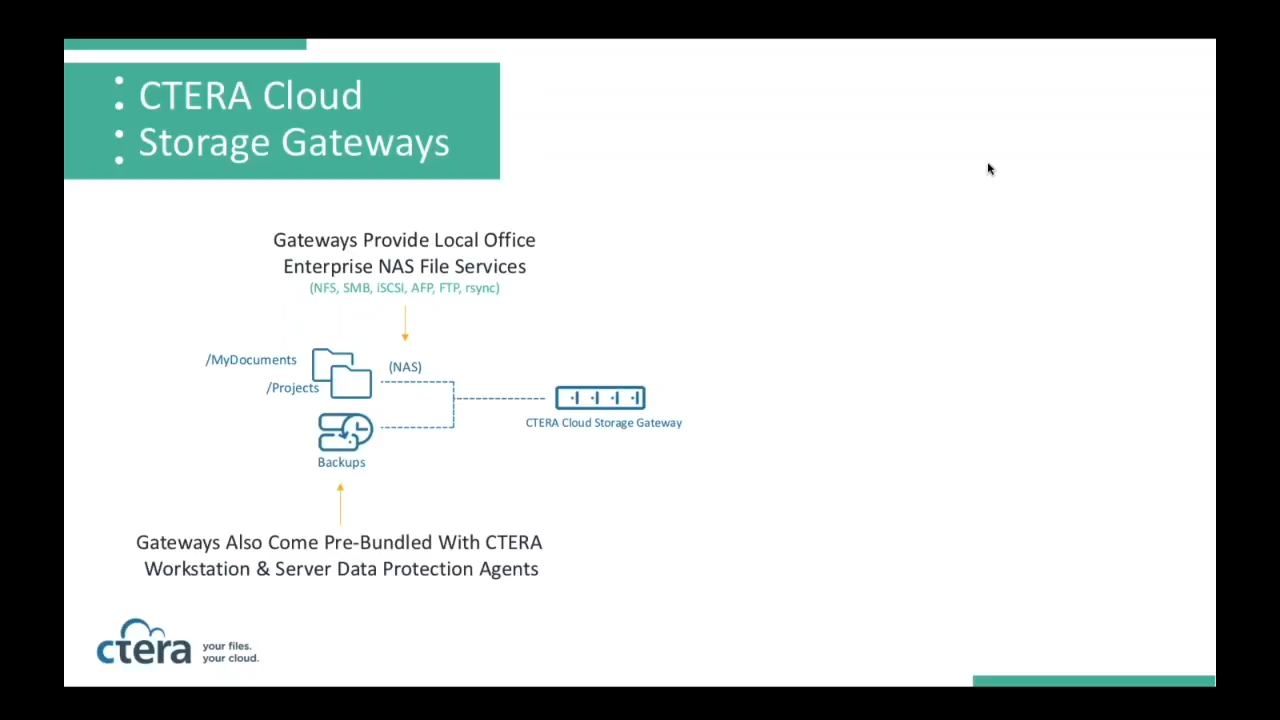 CTERA Cloud
Storage Gateways
Gateways Provide Local Office
Enterprise NAS File Services
(NFS, SMB, iSCSI, AFP, FTP, rsync)
/MyDocuments
(NAS)
/Projects
CTERA Cloud Storage Gateway
Backups
Gateways Also Come Pre-Bundled With CTERA
Workstation & Server Data Protection Agents
ctera
your files.
your cloud.